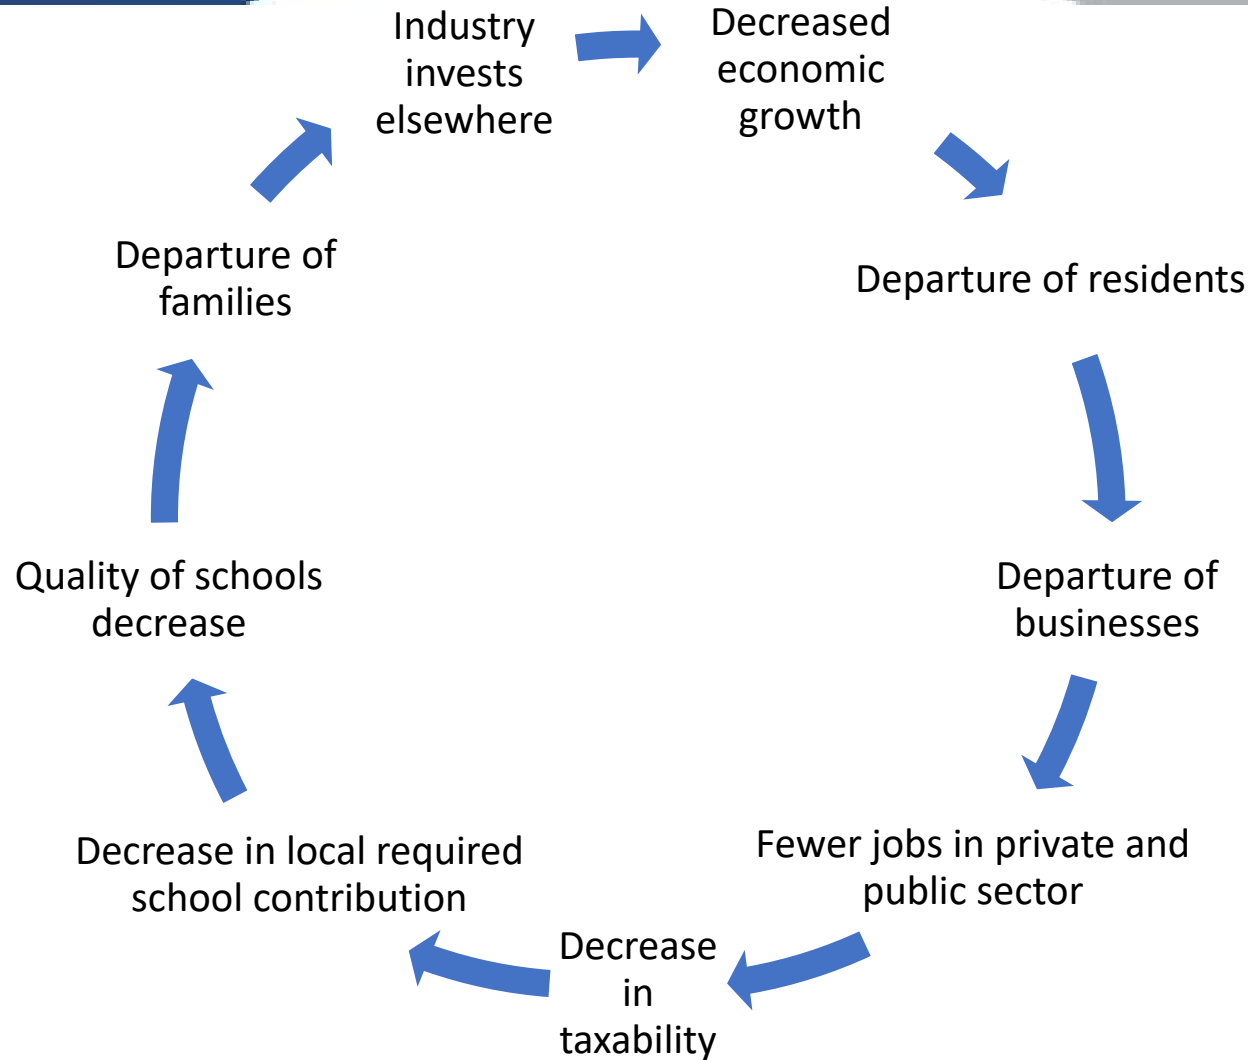 Industry
invests
elsewhere
Decreased
economic
growth
Departure of residents
Departure of
businesses
Fewer jobs in private and
public sector
Decrease
in
taxability
Decrease in local required
school contribution
Quality of schools
decrease
Departure of
families